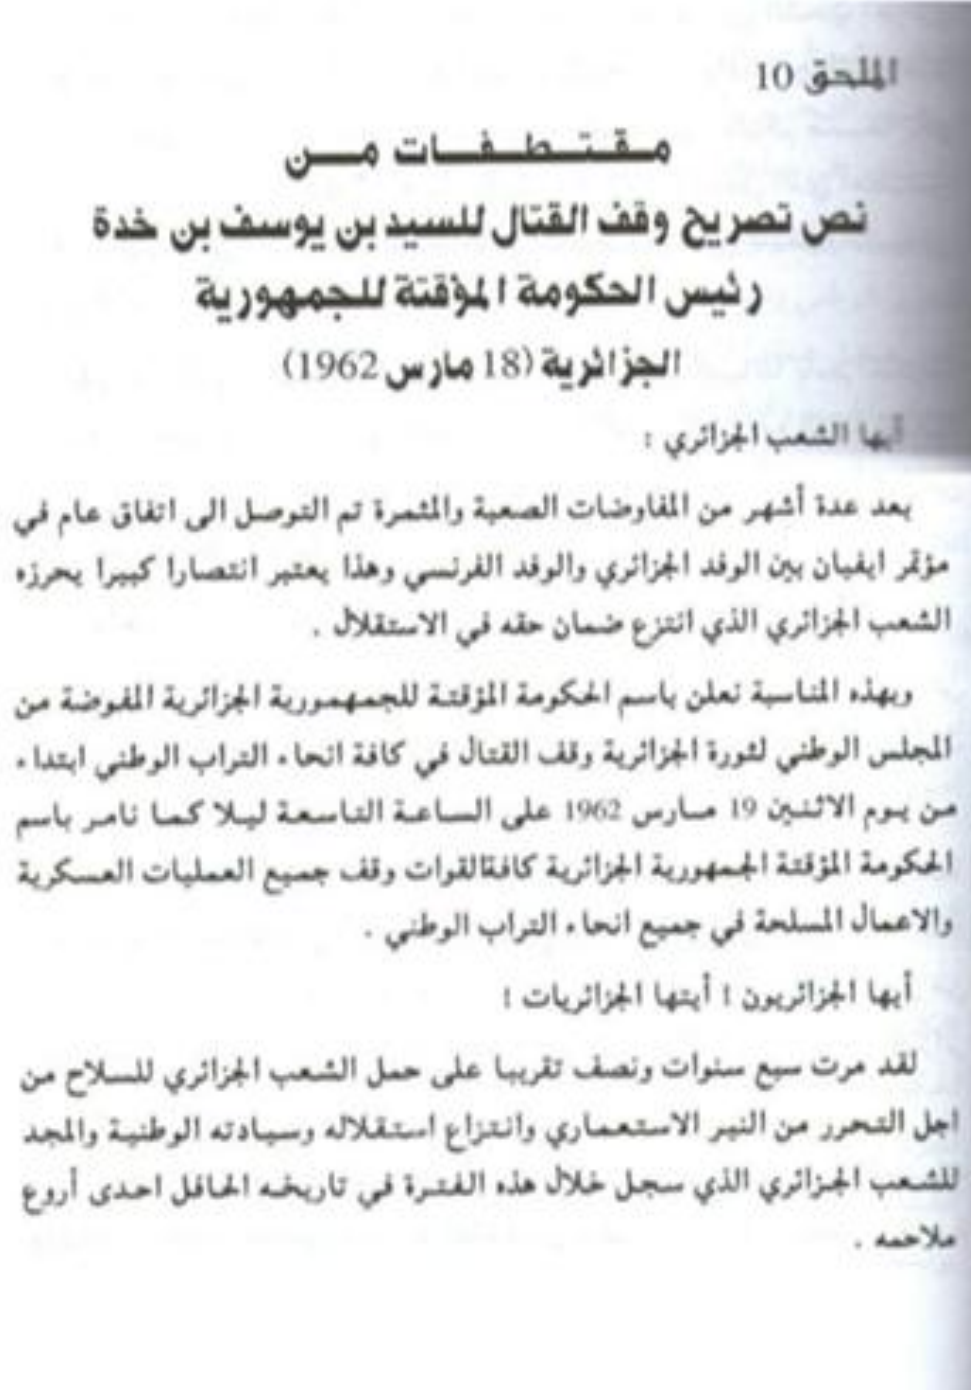 الملحق 10
مـقـتـطـفـات مـن
نص تصريح وقف القتال للسيد بن يوسف بن خدة
رئيس الحكومة المؤقتة للجمهورية
الجزائرية (18 مارس 1962)
أيها الشعب الجزائري :
بعد عدة أشهر من المفاوضات الصعبة والمثمرة تم التوصل الى اتفاق عام في
مؤتمر ايفيان بين الوفد الجزائري والوفد الفرنسي وهذا يعتبر انتصارا كبيرا يحرزه
الشعب الجزائري الذي انتزع ضمان حقه في الاستقلال .
وبهذه المناسبة نعلن باسم الحكومة المؤقتة للجمهمورية الجزائرية المفوضة من
المجلس الوطني لثورة الجزائرية وقف القتال في كافة انحاء التراب الوطني ابتداء
من يوم الاثنين 19 مارس 1962 على الساعة التاسعة ليلا كما نامر باسم
الحكومة المؤقتة الجمهورية الجزائرية كافةالقوات وقف جميع العمليات العسكرية
والاعمال المسلحة في جميع انحاء التراب الوطني .
أيها الجزائريون ! أيتها الجزائريات !
لقد مرت سبع سنوات ونصف تقريبا على حمل الشعب الجزائري للسلاح من
اجل التحرر من النير الاستعماري وانتزاع استقلاله وسيادته الوطنية والمجد
للشعب الجزائري الذي سجل خلال هذه الفترة في تاريخه الحافل احدى أروع
ملاحمه .